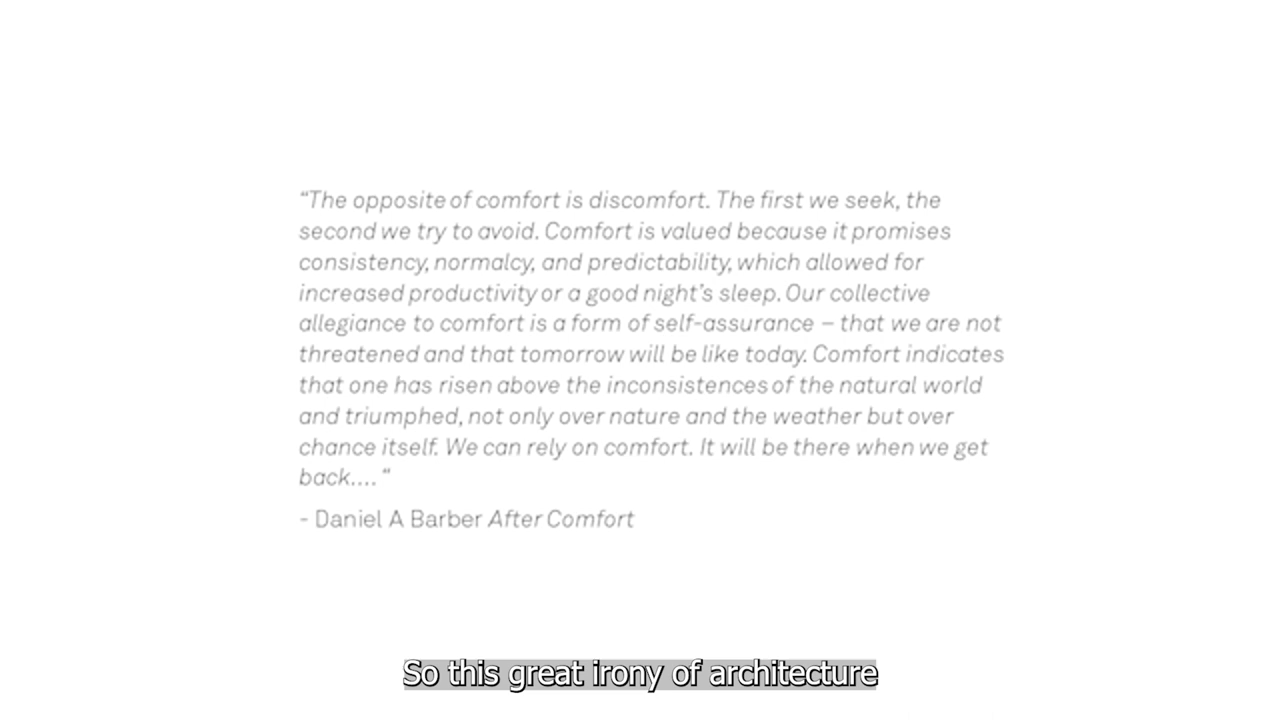 “The opposite of comfort is discomfort. The first we seek, the
second we try to avoid. Comfort is valued because it promises
consistency, normalcy, and predictability, which allowed for
increased productivity or a good night’s sleep. Our collective
allegiance to comfort is a form of self-assurance – that we are not
threatened and that tomorrow will be like today. Comfort indicates
that one has risen above the inconsistences of the natural world
and triumphed, not only over nature and the weather but over
chance itself. We can rely on comfort. It will be there when we get
back.... “
- Daniel A Barber After Comfort
So this great irony of architecture